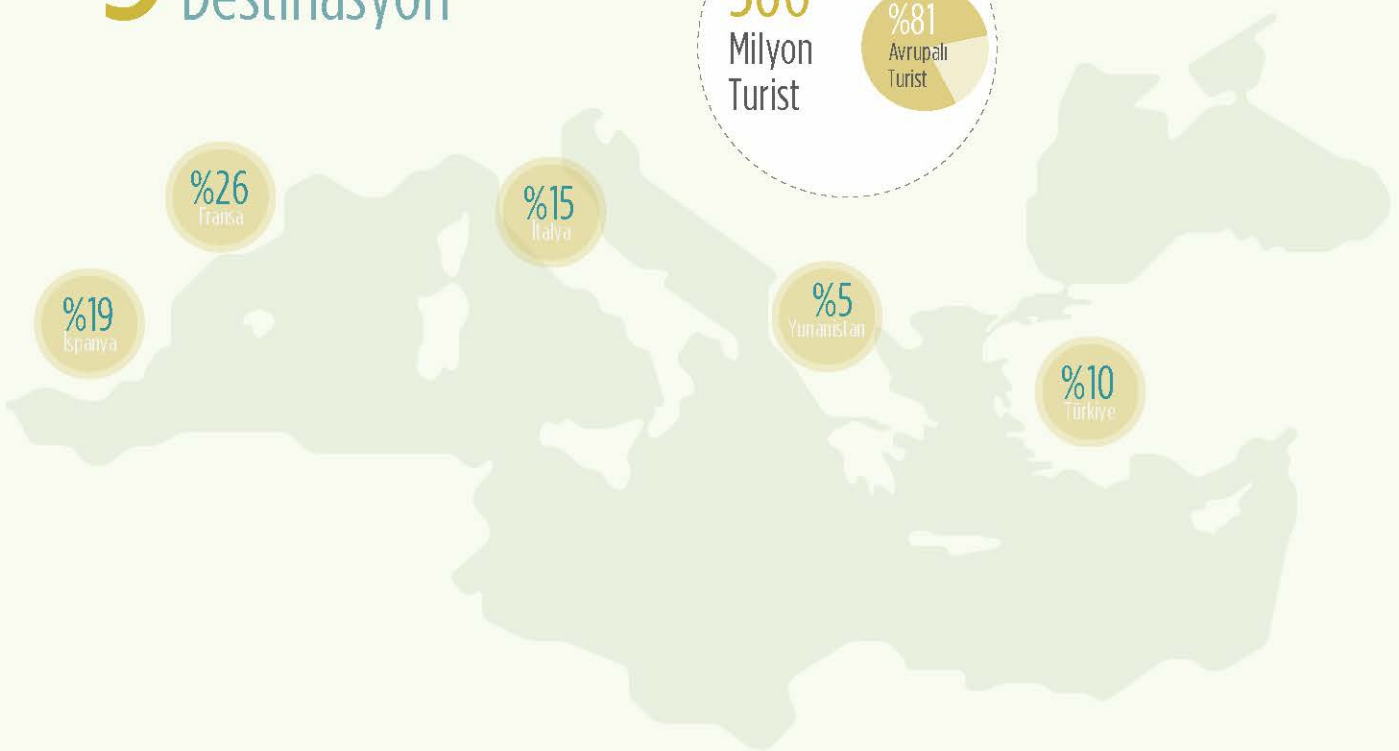 Destinasyon
Milyon
Turist
%81
Avrupalı
Turist
%26
Fransa
%15
İtalya
%19
İspanya
%5
Yunanistan
%10
Türkiye